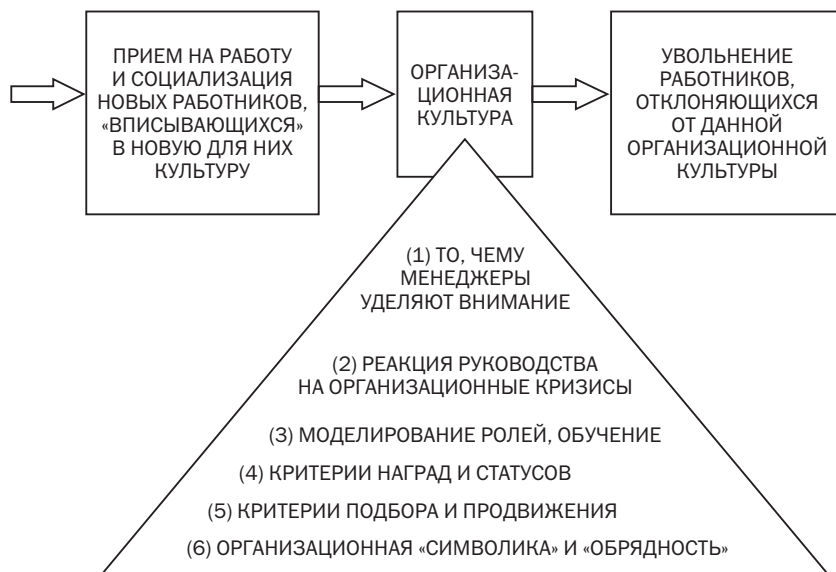 ПРИЕМ НА РАБОТУ
И СОЦИАЛИЗАЦИЯ
НОВЫХ РАБОТНИКОВ,
«ВПИСЫВАЮЩИХСЯ»
В НОВУЮ ДЛЯ НИХ
КУЛЬТУРУ
ОРГАНИЗА-
ЦИОННАЯ
КУЛЬТУРА
УВОЛЬНЕНИЕ
РАБОТНИКОВ,
ОТКЛОНЯЮЩИХСЯ
ОТ ДАННОЙ
ОРГАНИЗАЦИОННОЙ
КУЛЬТУРЫ
(1) ТО, ЧЕМУ
МЕНЕДЖЕРЫ
УДЕЛЯЮТ ВНИМАНИЕ
(2) РЕАКЦИЯ РУКОВОДСТВА
НА ОРГАНИЗАЦИОННЫЕ КРИЗИСЫ
(3) МОДЕЛИРОВАНИЕ РОЛЕЙ, ОБУЧЕНИЕ
(4) КРИТЕРИИ НАГРАД И СТАТУСОВ
(5) КРИТЕРИИ ПОДБОРА И ПРОДВИЖЕНИЯ
(6) ОРГАНИЗАЦИОННАЯ «СИМВОЛИКА» И «ОБРЯДНОСТЬ»